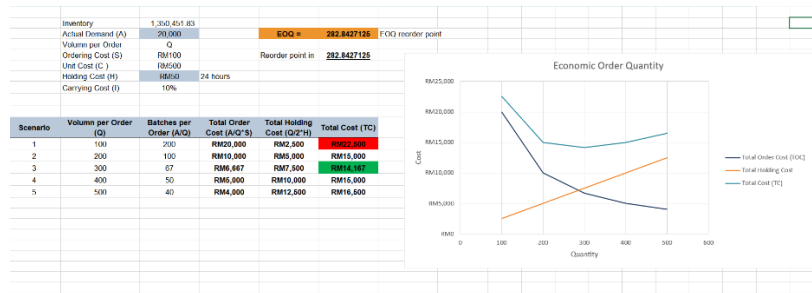 Inventory 1,350,451.83
Actual Demand (A) 20,000 EOQ = 282.8427125 EOQ reorder point
Volumn per Order Q
Ordering Cost (S) RM100 Reorder point in 282.8427125
Unit Cost (C ) RM500
Holding Cost (H) RM50 24 hours
Carrying Cost (I) 10%
Scenario Volumn per Order (Q) Batches per Order (A/Q) Total Order Cost (A/Q*S) Total Holding Cost (Q/2*H) Total Cost (TC)
1 100 200 RM20,000 RM2,500 RM22,500
2 200 100 RM10,000 RM5,000 RM15,000
3 300 67 RM6,667 RM7,500 RM14,167
4 400 50 RM5,000 RM10,000 RM15,000
5 500 40 RM4,000 RM12,500 RM16,500
Economic Order Quantity
RM25,000
RM20,000
RM15,000
RM10,000
RM5,000
RM0
Cost
0 100 200 300 400 500 600
Quantity
Total Order Cost (TOC)
Total Holding Cost
Total Cost (TC)